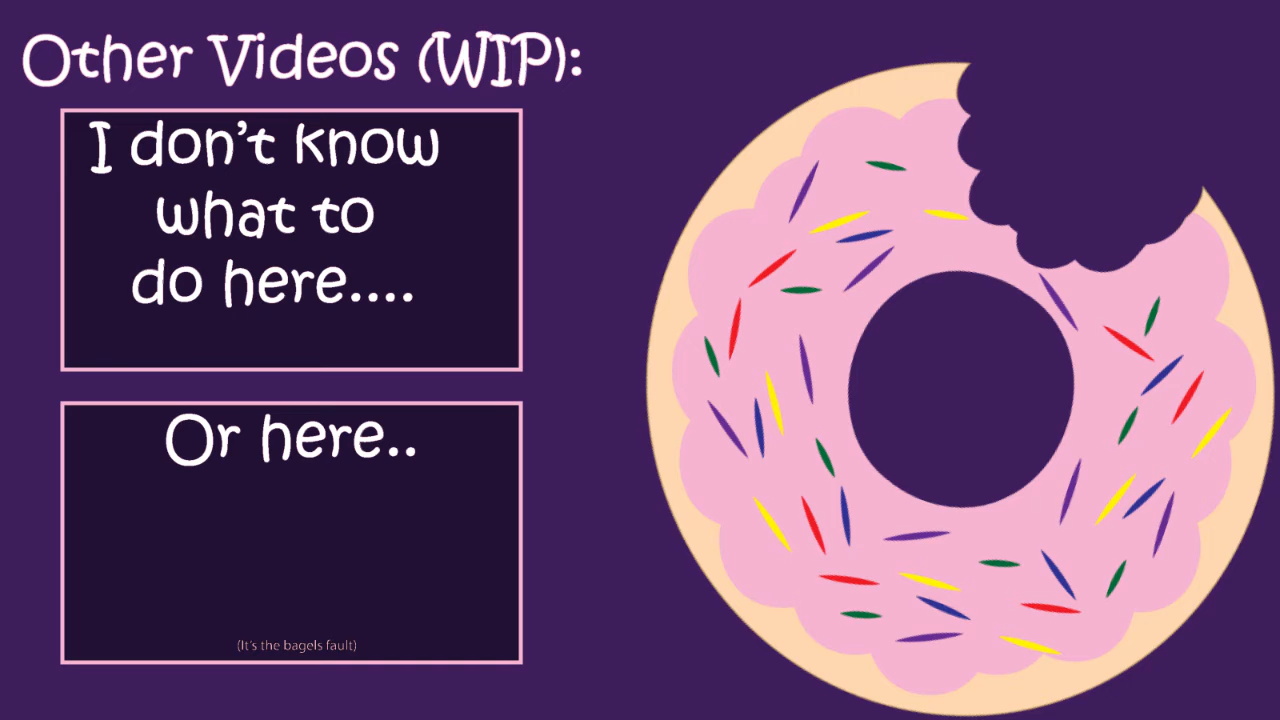 Other Videos (WIP):
I don't know
what to
do here....
Or here..
(It's the bagels fault)